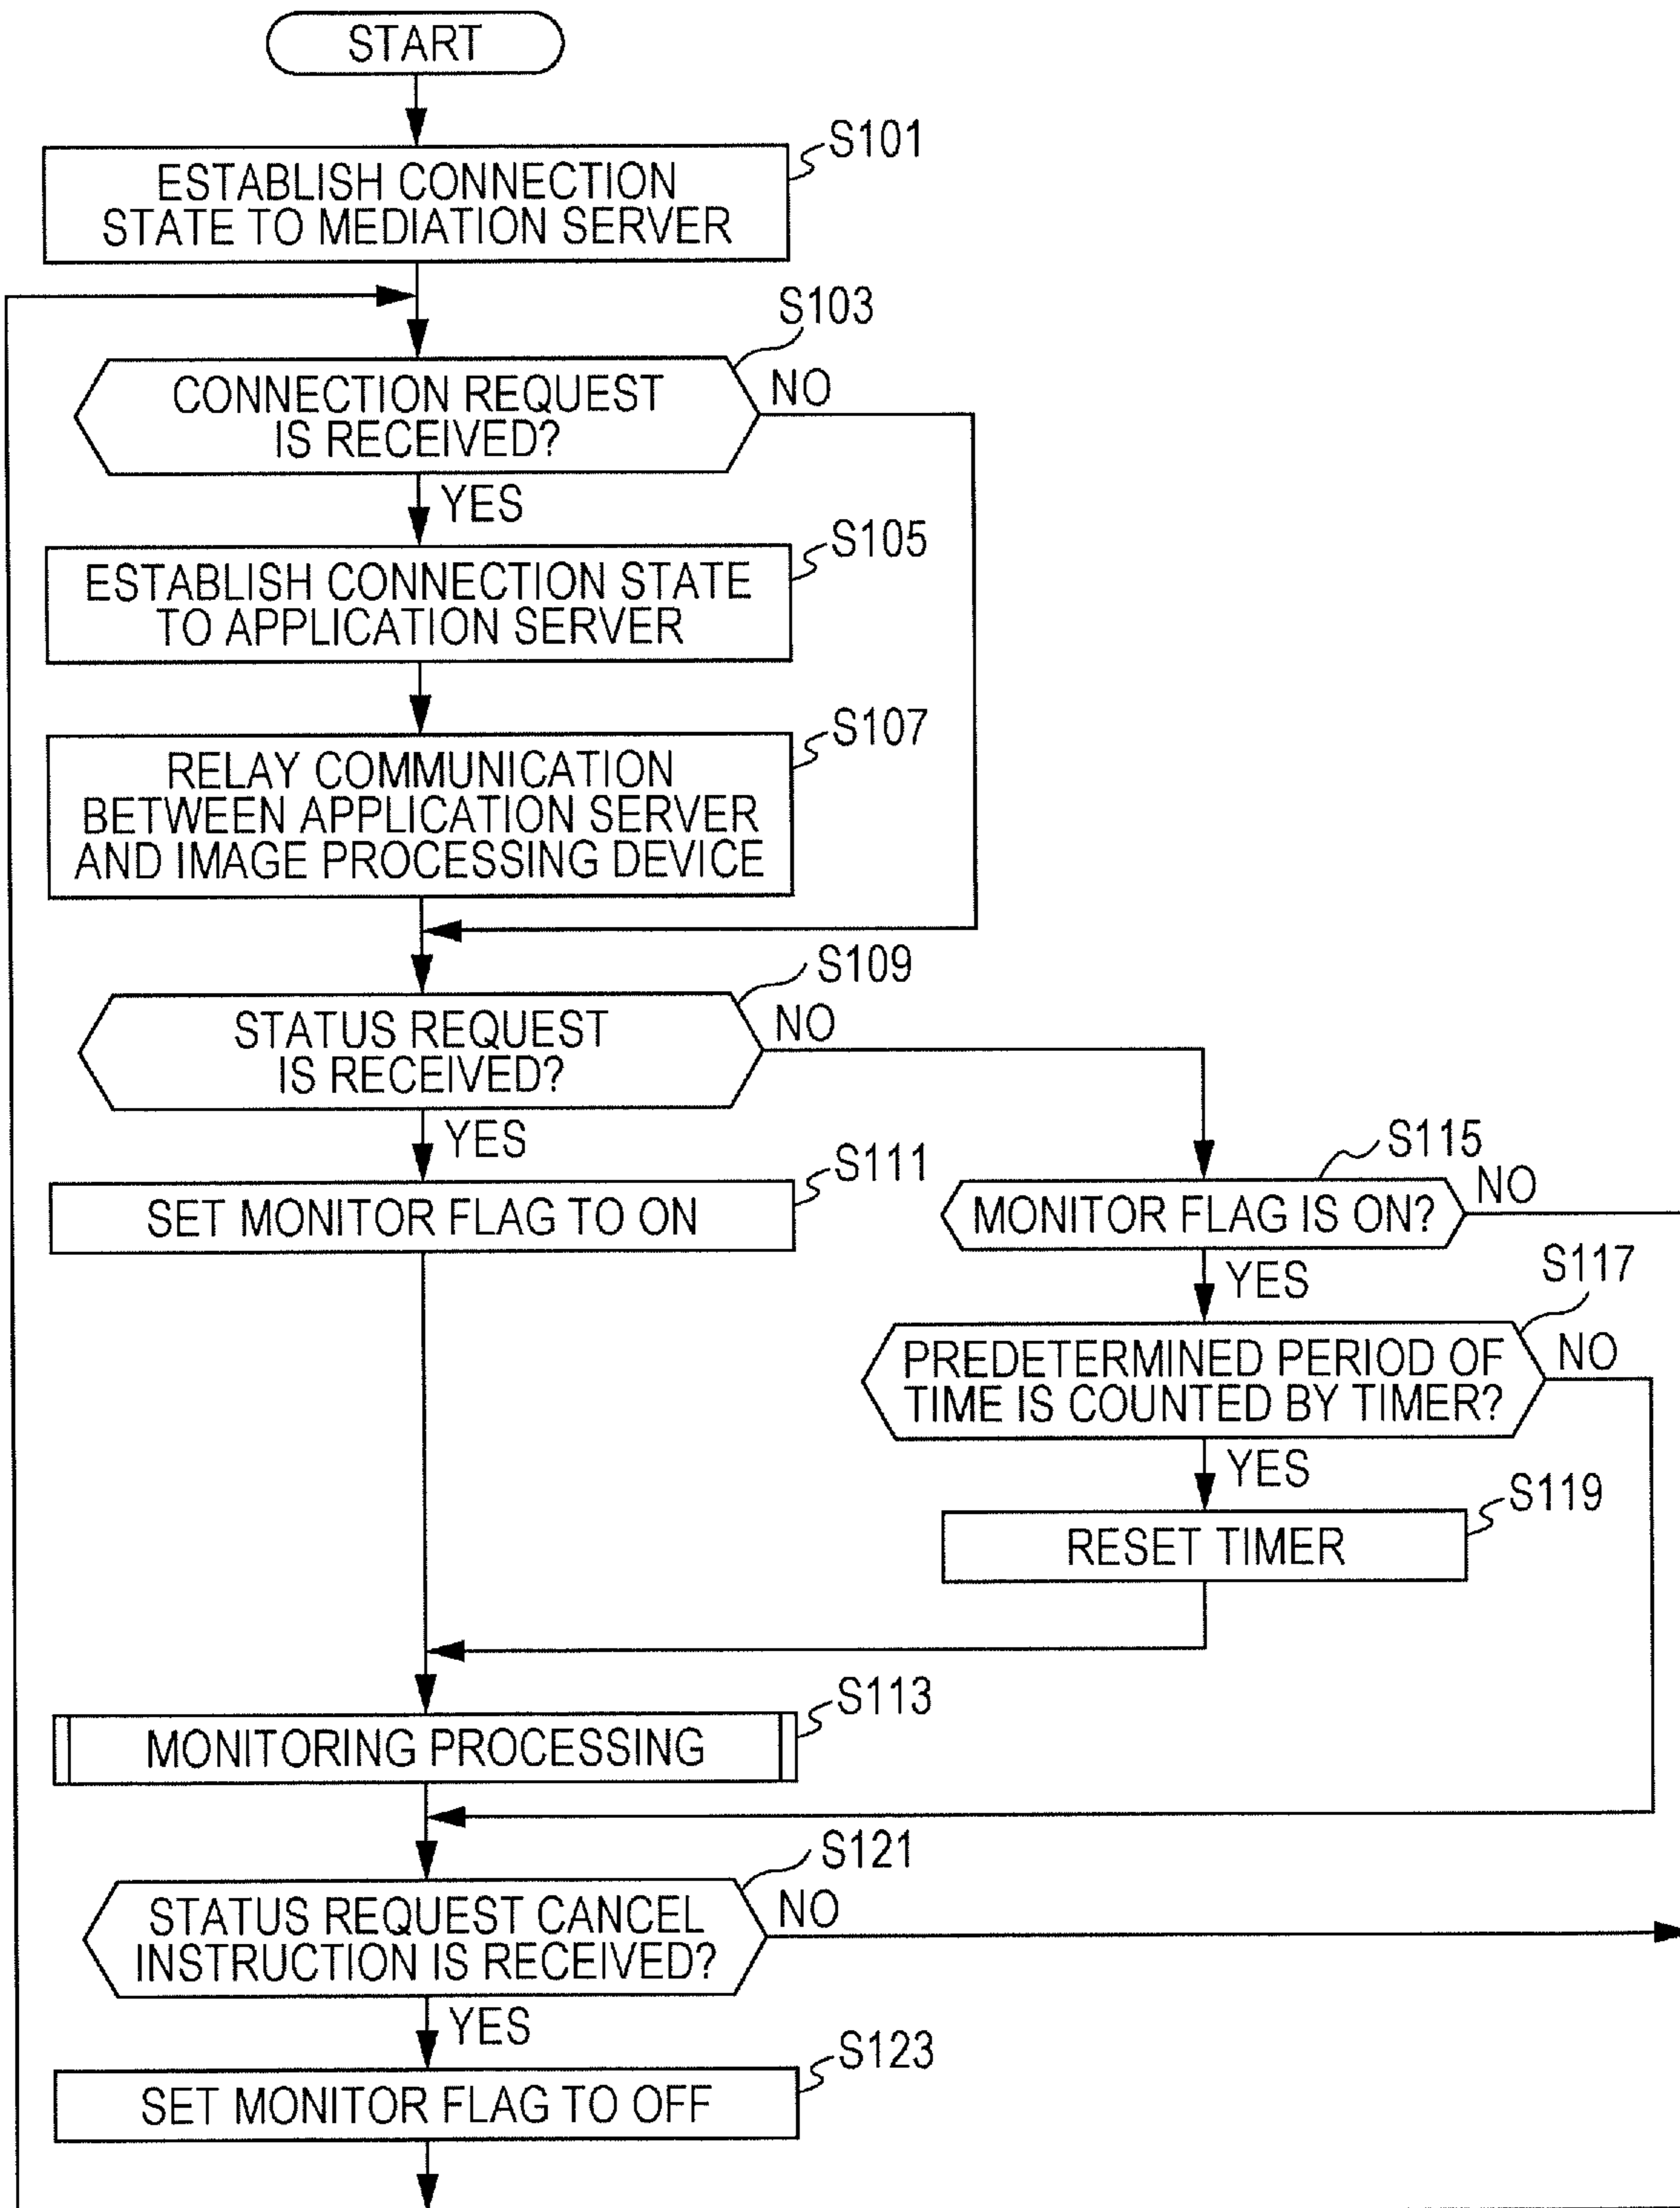 START
S101
ESTABLISH CONNECTION
STATE TO MEDIATION SERVER
S103
CONNECTION REQUEST
IS RECEIVED?
NO
YES
S105
ESTABLISH CONNECTION STATE
TO APPLICATION SERVER
S107
RELAY COMMUNICATION
BETWEEN APPLICATION SERVER
AND IMAGE PROCESSING DEVICE
S109
STATUS REQUEST
IS RECEIVED?
NO
YES
S111
SET MONITOR FLAG TO ON
S115
MONITOR FLAG IS ON?
NO
YES
S117
PREDETERMINED PERIOD OF
TIME IS COUNTED BY TIMER?
NO
YES
S119
RESET TIMER
S113
MONITORING PROCESSING
S121
STATUS REQUEST CANCEL
INSTRUCTION IS RECEIVED?
NO
YES
S123
SET MONITOR FLAG TO OFF